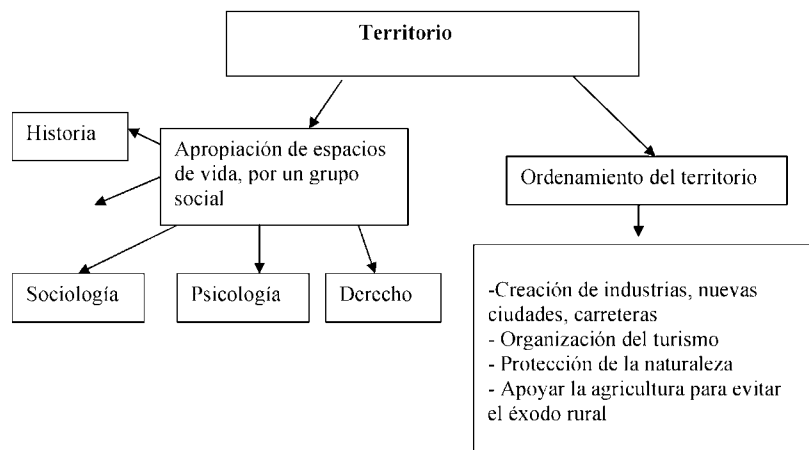 Territorio
Historia
Apropiación de espacios
de vida, por un grupo
social
Ordenamiento del territorio
Sociología
Psicología
Derecho
-Creación de industrias, nuevas
ciudades, carreteras
- Organización del turismo
- Protección de la naturaleza
- Apoyar la agricultura para evitar
el éxodo rural